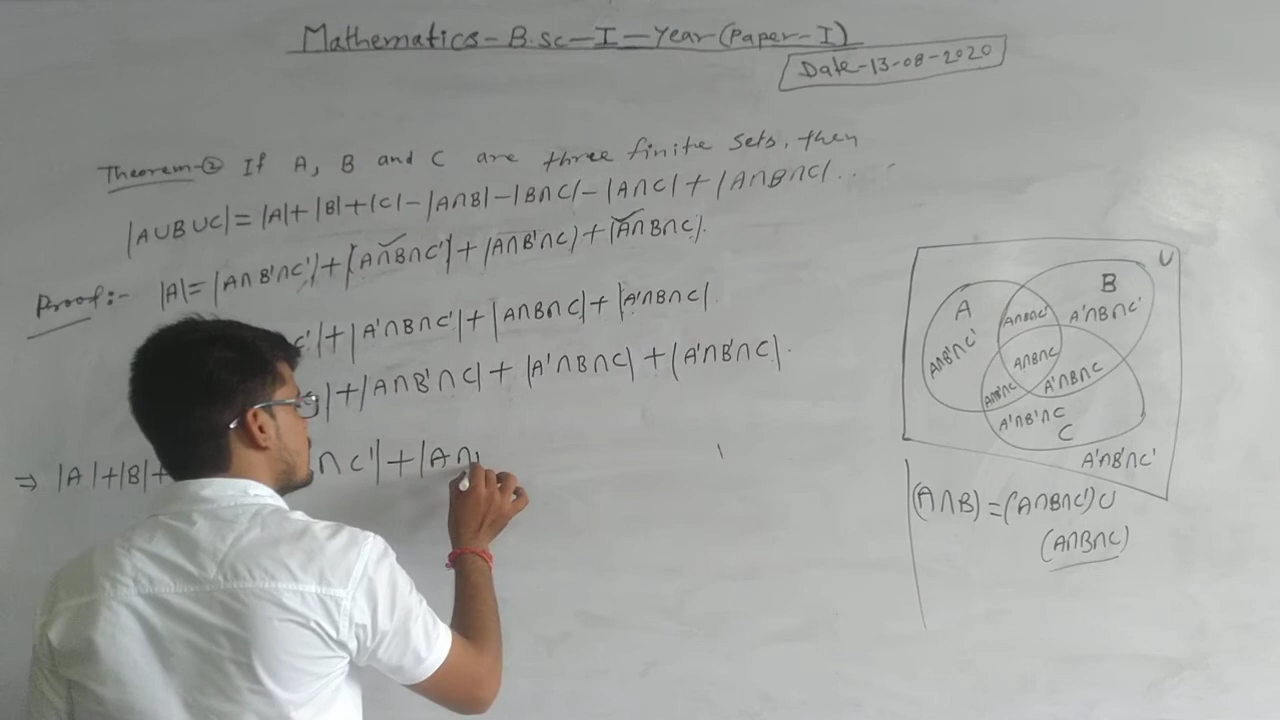 Mathematics-B.sc-I-Year(Paper-I)
Date-13-08-2020
Theorem-② If A, B and C are three finite sets, then
|A∪B∪C|=|A|+|B|+|C|-|A∩B|-|B∩C|-|A∩C|+|A∩B∩C|...
Proof:- |A|=|A∩B'∩C'|+|A∩B∩C'|+|A∩B'∩C|+|A∩B∩C|.
C'|+|A'∩B∩C'|+|A∩B∩C|+|A'∩B∩C|.
|+|A∩B'∩C|+|A'∩B∩C|+|A'∩B'∩C|.
⇒ |A|+|B|+ ∩C'|+|A∩
U
A
B
A∩B'∩C'
A∩B∩C'
A'∩B∩C'
A∩B∩C
A∩B'∩C
A'∩B∩C
A'∩B'∩C
C
A'∩B'∩C'
(A∩B)=(A∩B∩C')∪
(A∩B∩C)